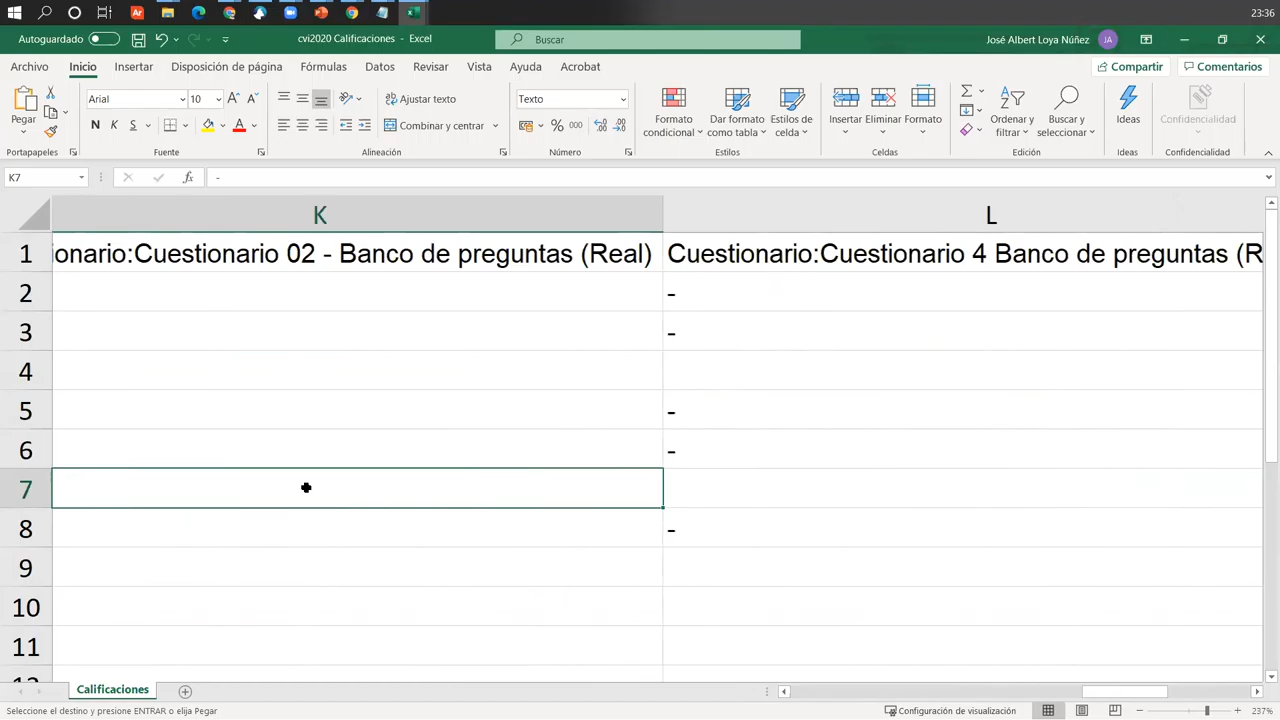 23:36
Autoguardado
cvi2020 Calificaciones - Excel
Buscar
José Albert Loya Núñez
JA
Archivo
Inicio
Insertar
Disposición de página
Fórmulas
Datos
Revisar
Vista
Ayuda
Acrobat
Compartir
Comentarios
Pegar
Arial
10
N K S
Ajustar texto
Combinar y centrar
Texto
% 000
Formato condicional
Dar formato como tabla
Estilos de celda
Insertar
Eliminar
Formato
Ordenar y filtrar
Buscar y seleccionar
Ideas
Confidencialidad
Portapapeles
Fuente
Alineación
Número
Estilos
Celdas
Edición
Ideas
Confidencialidad
K7
fx
-
K
L
1 ionario:Cuestionario 02 - Banco de preguntas (Real) Cuestionario:Cuestionario 4 Banco de preguntas (R
2 -
3 -
4
5 -
6 -
7
8 -
9
10
11
12
Calificaciones
Seleccione el destino y presione ENTRAR o elija Pegar
Configuración de visualización
237%